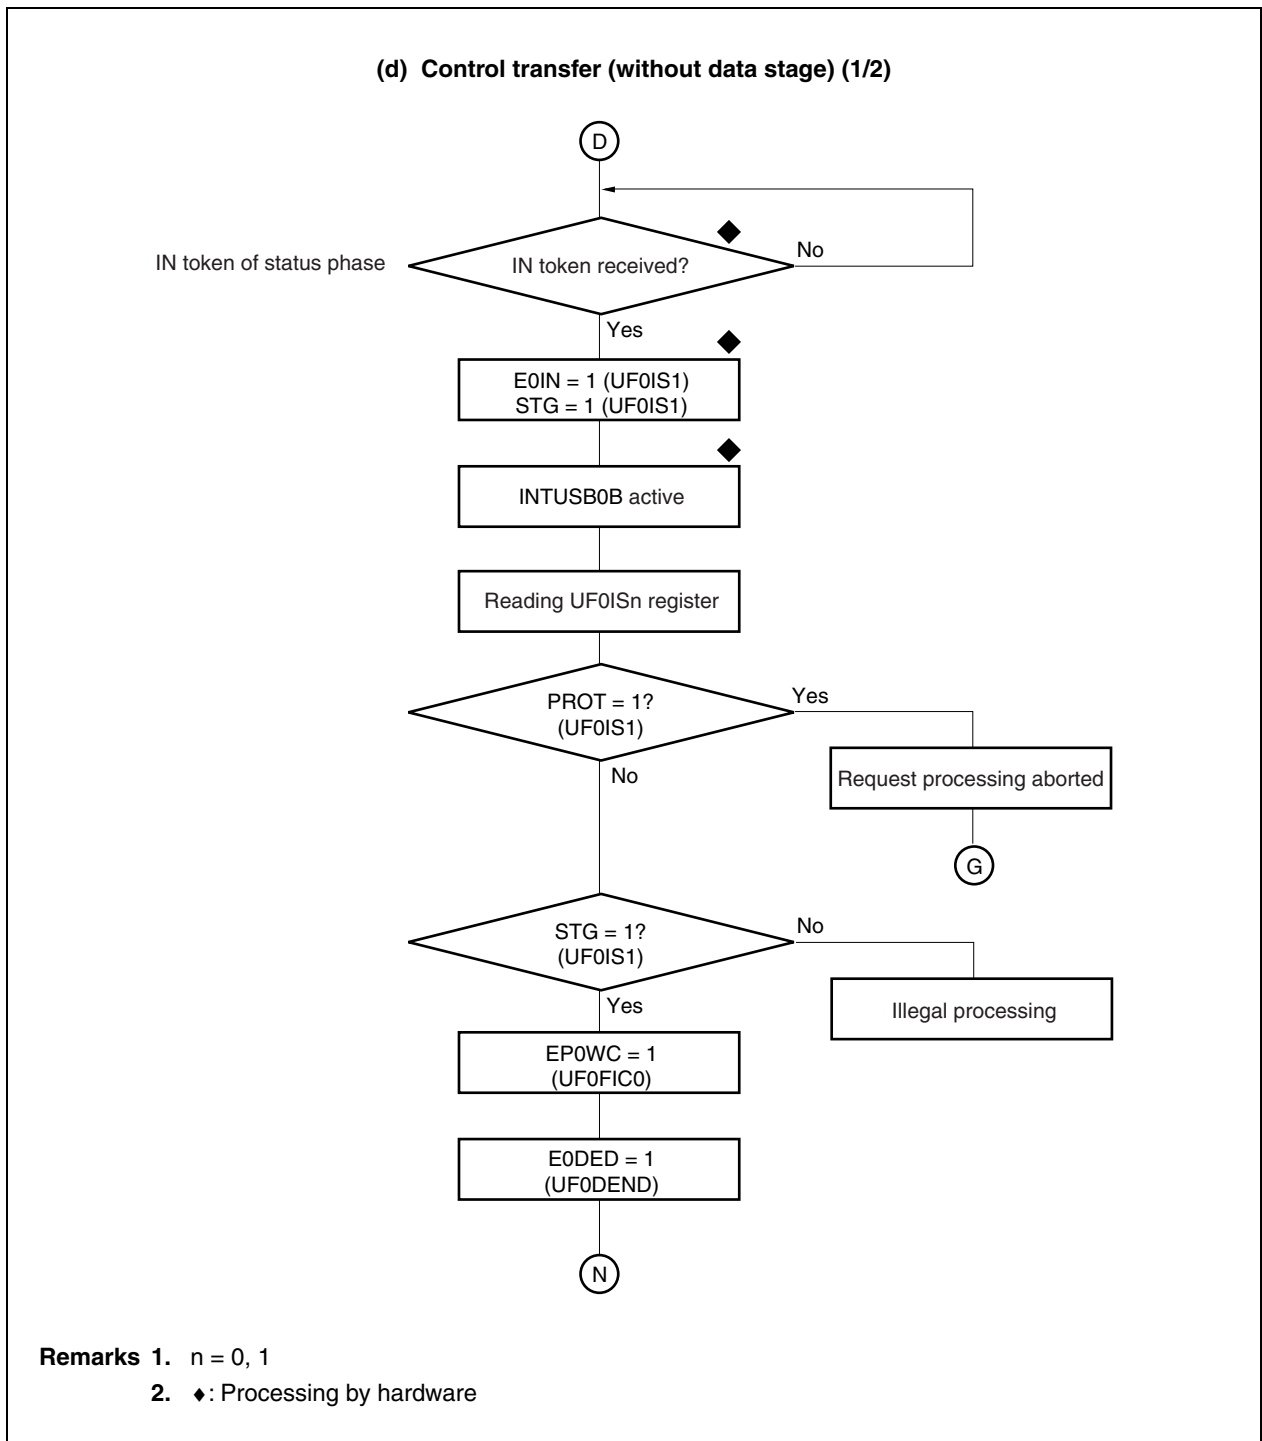 (d) Control transfer (without data stage) (1/2)
D
IN token of status phase
IN token received?
No
Yes
E0IN = 1 (UF0IS1)
STG = 1 (UF0IS1)
INTUSB0B active
Reading UF0ISn register
PROT = 1?
(UF0IS1)
Yes
No
Request processing aborted
G
STG = 1?
(UF0IS1)
No
Yes
Illegal processing
EP0WC = 1
(UF0FIC0)
E0DED = 1
(UF0DEND)
N
Remarks 1. n = 0, 1
2. ♦: Processing by hardware